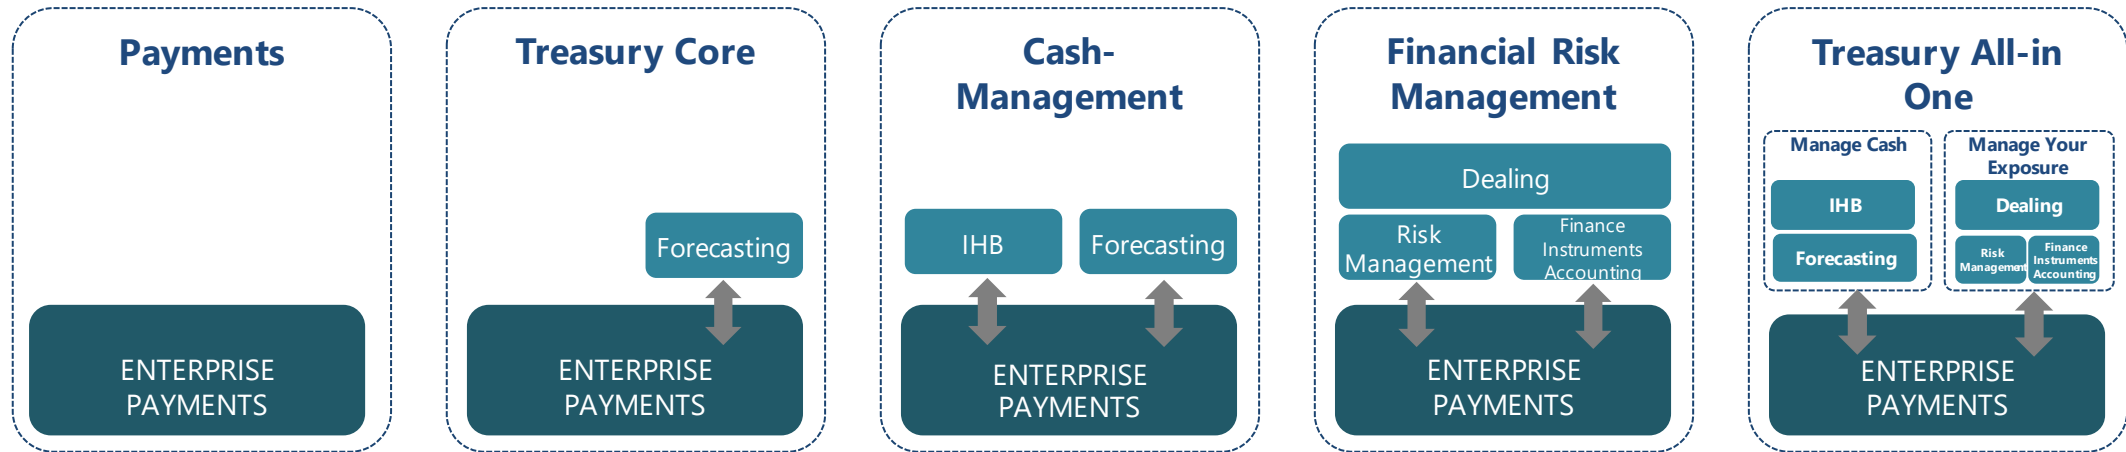 Payments
ENTERPRISE
PAYMENTS
Treasury Core
Forecasting
ENTERPRISE
PAYMENTS
Cash-
Management
IHB
Forecasting
ENTERPRISE
PAYMENTS
Financial Risk
Management
Dealing
Risk
Management
Finance
Instruments
Accounting
ENTERPRISE
PAYMENTS
Treasury All-in
One
Manage Cash
IHB
Forecasting
Manage Your
Exposure
Dealing
Risk
Management
Finance
Instruments
Accounting
ENTERPRISE
PAYMENTS